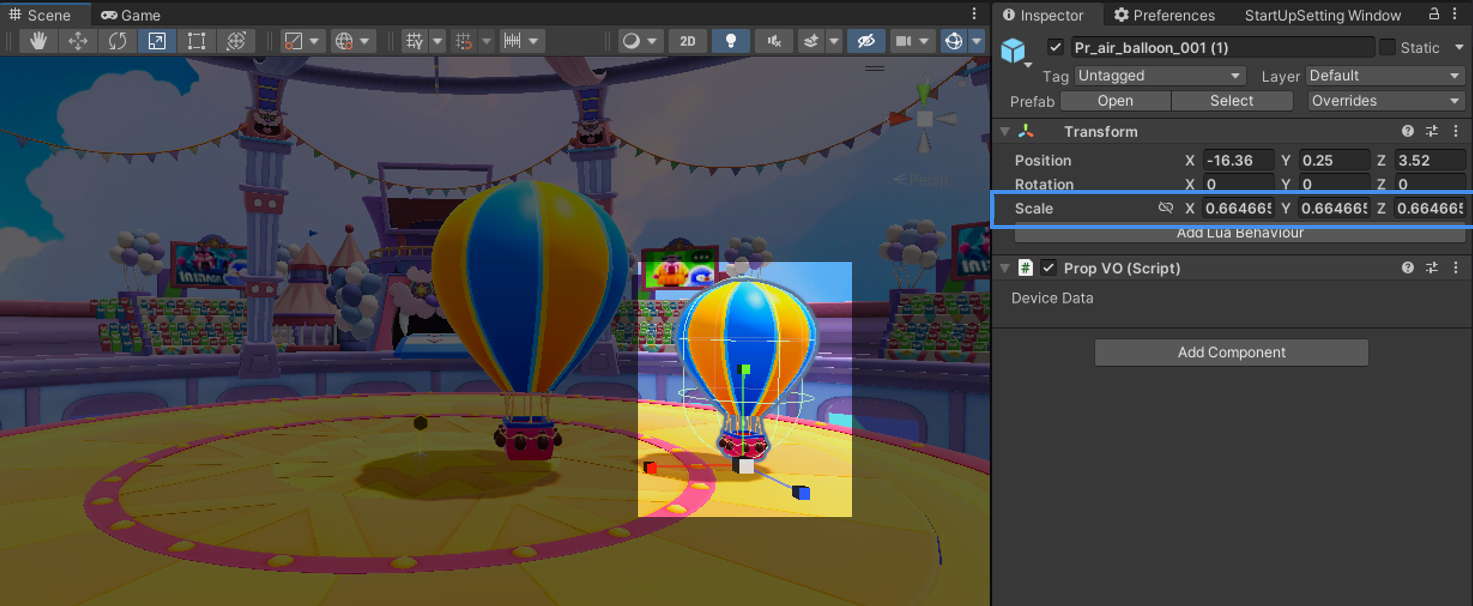 Scene
Game
Inspector
Preferences
StartUpSetting Window
2D
Pr_air_balloon_001 (1)
Static
Tag Untagged
Layer Default
Prefab Open Select Overrides
Transform
Position X -16.36 Y 0.25 Z 3.52
Rotation X 0 Y 0 Z 0
Scale X 0.664665 Y 0.664665 Z 0.664665
Add Lua Behaviour
Prop VO (Script)
Device Data
Add Component
Persp